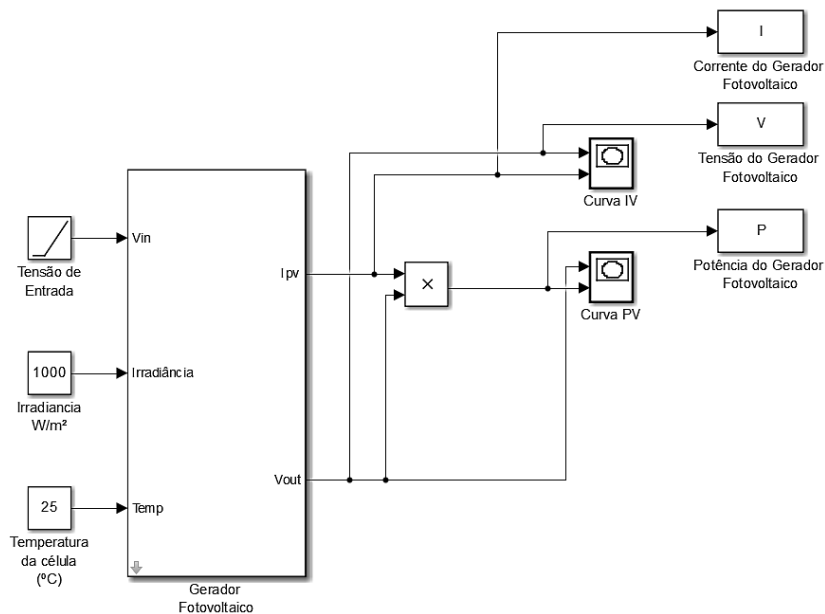 I
Corrente do Gerador
Fotovoltaico
V
Tensão do Gerador
Fotovoltaico
Curva IV
P
Potência do Gerador
Fotovoltaico
Curva PV
×
Vin
Tensão de
Entrada
Ipv
1000
Irradiância
Irradiancia
W/m²
Vout
25
Temp
Temperatura
da célula
(ºC)
Gerador
Fotovoltaico